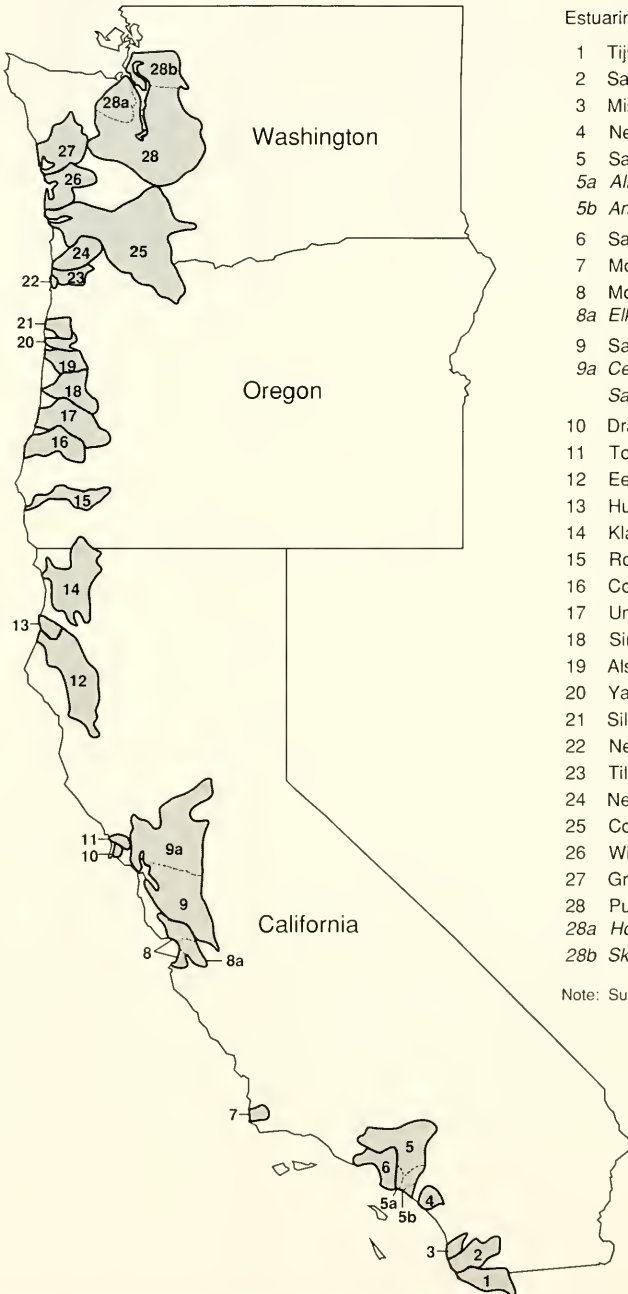 28b
28a
Washington
28
27
26
25
24
23
22
21
20
19
18
17
16
15
Oregon
14
13
12
11
10
9a
9
California
8
8a
7
5
6
5a
5b
4
3
2
1
Estuarin
1 Tij
2 Sa
3 Mis
4 Ne
5 Sa
5a Al
5b An
6 Sa
7 Mo
8 Mo
8a Elk
9 Sa
9a Ce
Sa
10 Dra
11 To
12 Ee
13 Hu
14 Kla
15 Ro
16 Co
17 Um
18 Siu
19 Als
20 Ya
21 Sil
22 Ne
23 Til
24 Ne
25 Co
26 Wi
27 Gr
28 Pu
28a Ho
28b Sk
Note: Su